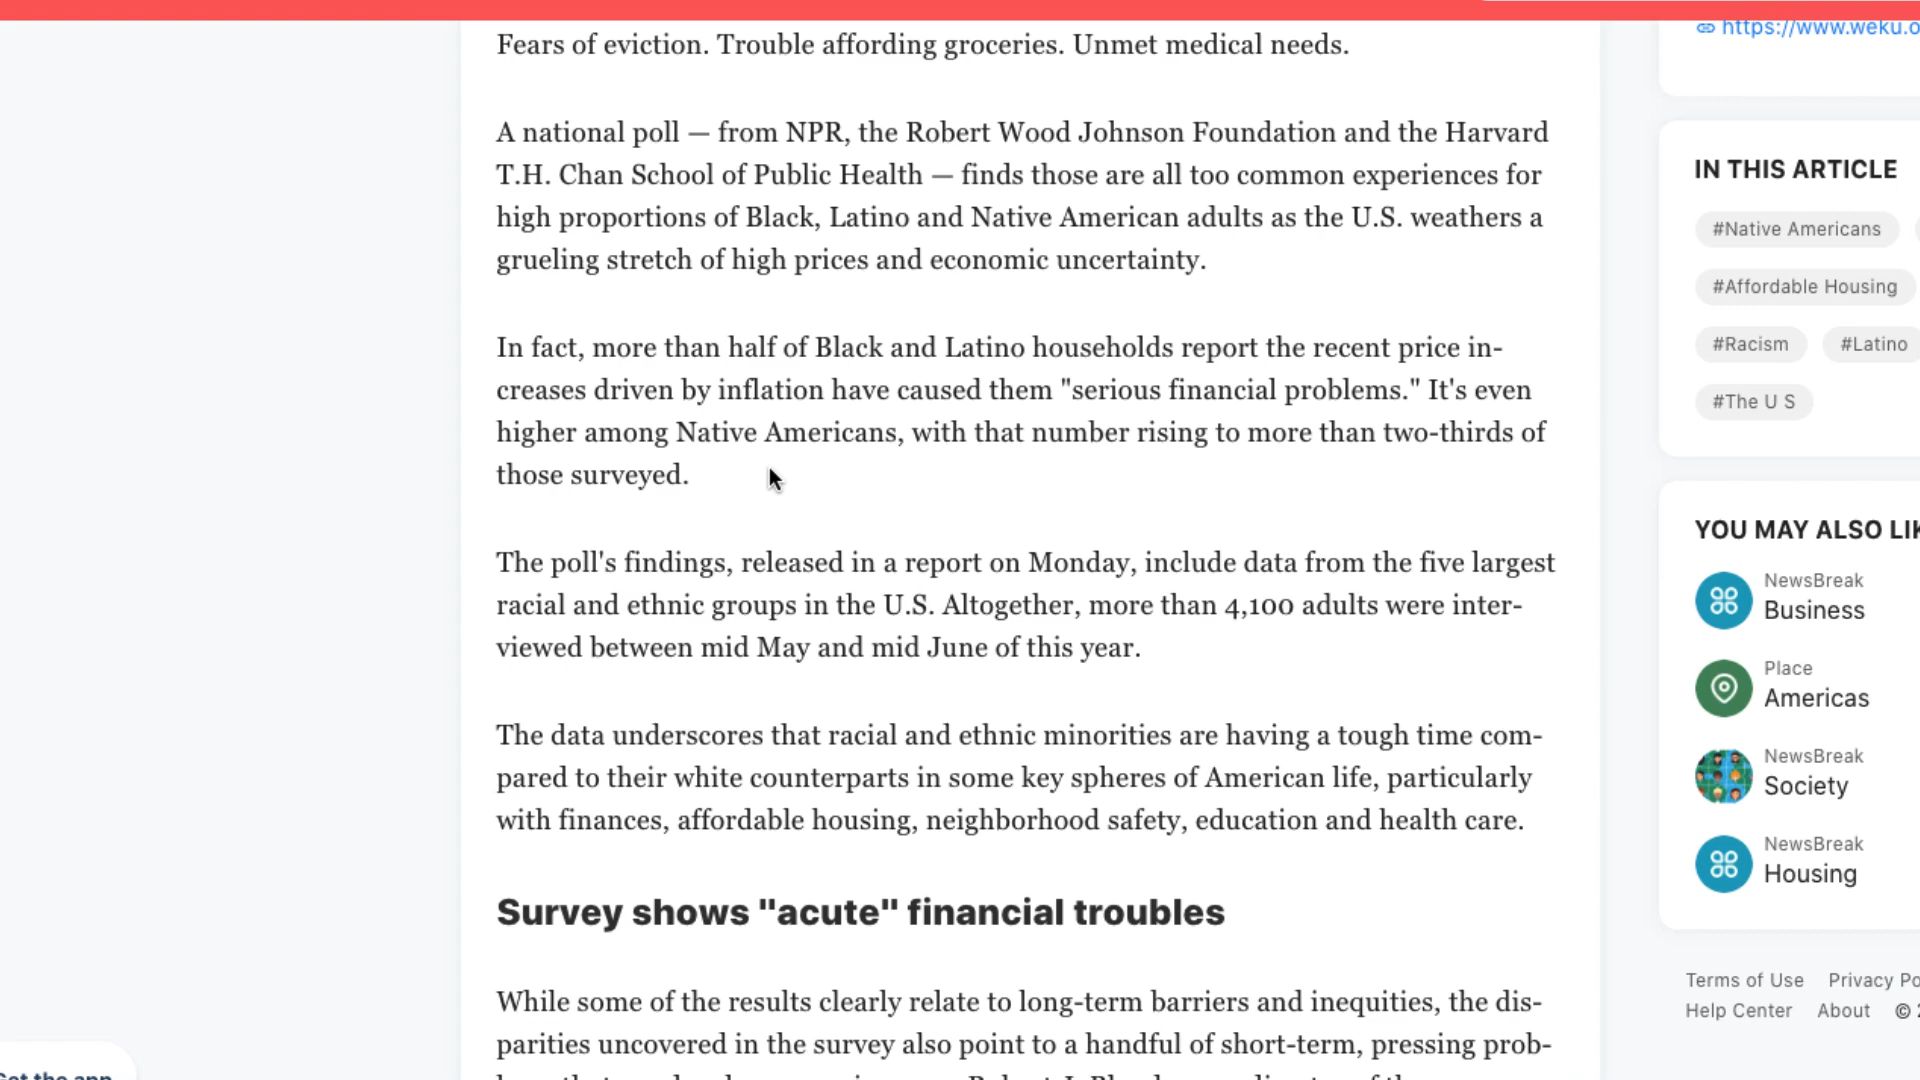 https://www.weku.o
Fears of eviction. Trouble affording groceries. Unmet medical needs.
A national poll — from NPR, the Robert Wood Johnson Foundation and the Harvard
T.H. Chan School of Public Health — finds those are all too common experiences for
high proportions of Black, Latino and Native American adults as the U.S. weathers a
grueling stretch of high prices and economic uncertainty.
In fact, more than half of Black and Latino households report the recent price in-
creases driven by inflation have caused them "serious financial problems." It's even
higher among Native Americans, with that number rising to more than two-thirds of
those surveyed.
The poll's findings, released in a report on Monday, include data from the five largest
racial and ethnic groups in the U.S. Altogether, more than 4,100 adults were inter-
viewed between mid May and mid June of this year.
The data underscores that racial and ethnic minorities are having a tough time com-
pared to their white counterparts in some key spheres of American life, particularly
with finances, affordable housing, neighborhood safety, education and health care.
Survey shows "acute" financial troubles
While some of the results clearly relate to long-term barriers and inequities, the dis-
parities uncovered in the survey also point to a handful of short-term, pressing prob-
IN THIS ARTICLE
#Native Americans
#Affordable Housing
#Racism #Latino
#The U S
YOU MAY ALSO LIK
NewsBreak
Business
Place
Americas
NewsBreak
Society
NewsBreak
Housing
Terms of Use Privacy Po
Help Center About ©
the app